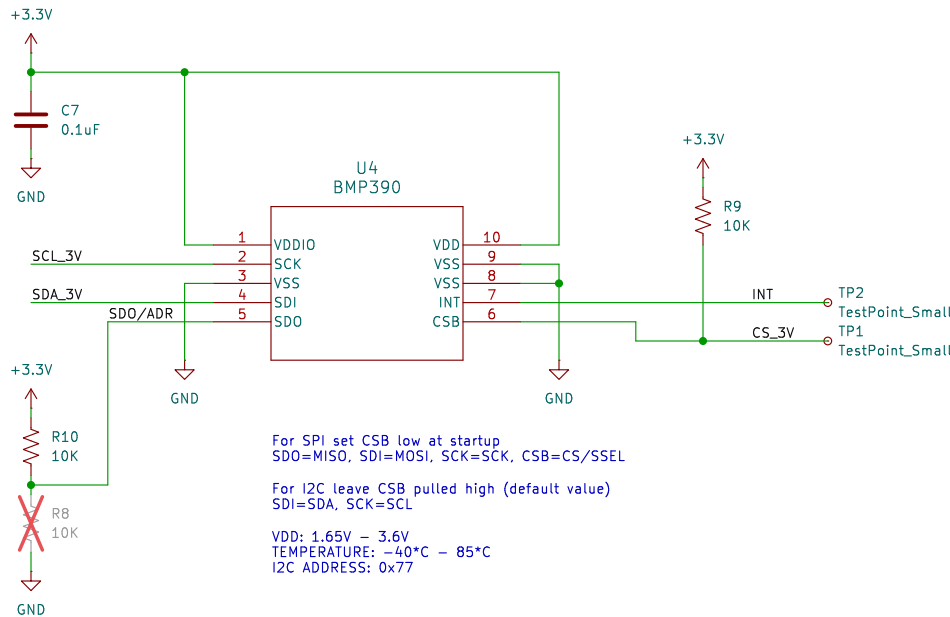 +3.3V
C7
0.1uF
GND
U4
BMP390
+3.3V
R9
10K
1
VDDIO
VDD
10
SCL_3V
2
SCK
VSS
9
3
VSS
VSS
8
SDA_3V
4
SDI
INT
7
INT
TP2
TestPoint_Small
SDO/ADR
5
SDO
CSB
6
CS_3V
TP1
TestPoint_Small
GND
GND
+3.3V
R10
10K
R8
10K
GND
For SPI set CSB low at startup
SDO=MISO, SDI=MOSI, SCK=SCK, CSB=CS/SSEL
For I2C leave CSB pulled high (default value)
SDI=SDA, SCK=SCL
VDD: 1.65V - 3.6V
TEMPERATURE: -40*C - 85*C
I2C ADDRESS: 0x77